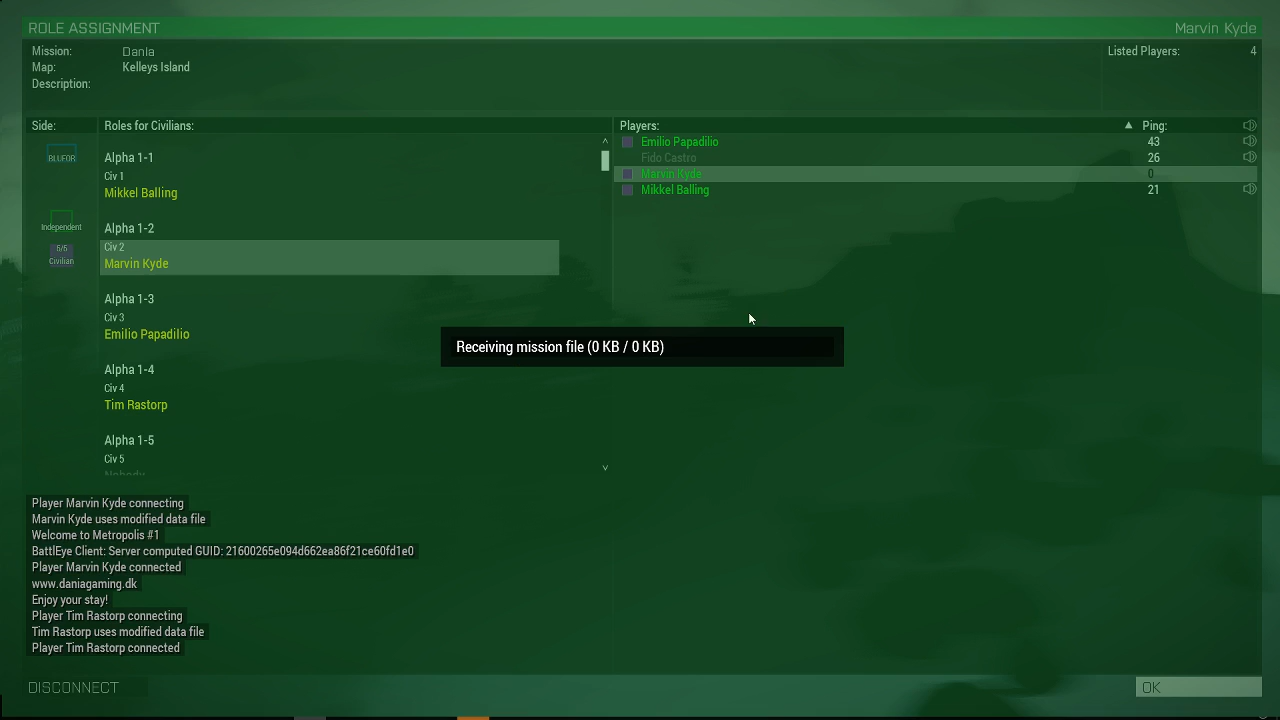 ROLE ASSIGNMENT Marvin Kyde
Mission: Dania
Map: Kelleys Island
Description:
Listed Players: 4
Side:
BLUFOR
Independent
Civilian
Roles for Civilians:
Alpha 1-1
Civ 1
Mikkel Balling
Alpha 1-2
Civ 2
Marvin Kyde
Alpha 1-3
Civ 3
Emilio Papadilio
Alpha 1-4
Civ 4
Tim Rastorp
Alpha 1-5
Civ 5
Nobody
Players: Ping:
Emilio Papadilio 43
Fido Castro 26
Marvin Kyde 0
Mikkel Balling 21
Receiving mission file (0 KB / 0 KB)
Player Marvin Kyde connecting
Marvin Kyde uses modified data file
Welcome to Metropolis #1
BattlEye Client: Server computed GUID: 21600265e094d662ea86f21ce60fd1e0
Player Marvin Kyde connected
www.daniagaming.dk
Enjoy your stay!
Player Tim Rastorp connecting
Tim Rastorp uses modified data file
Player Tim Rastorp connected
DISCONNECT OK